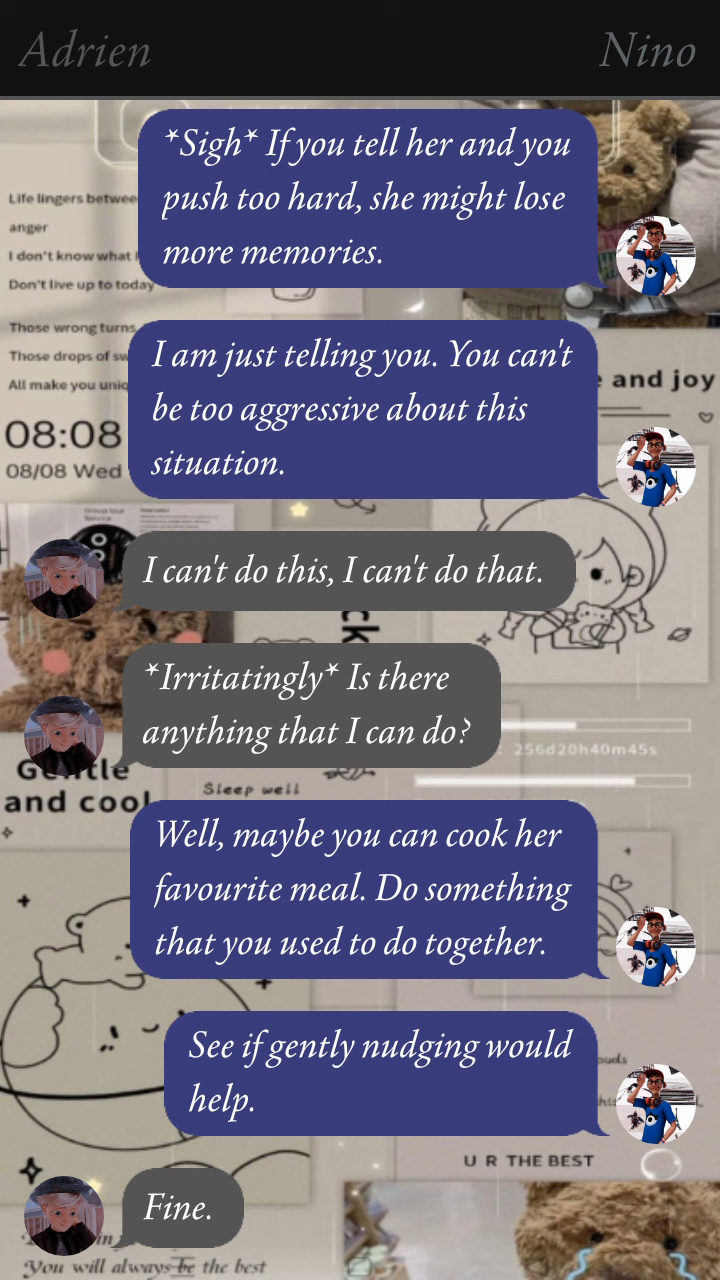 Adrien
Nino
*Sigh* If you tell her and you
push too hard, she might lose
more memories.
Life lingers between
anger
I don't know what
Don't live up to today
Those wrong turns
Those drops of
All make you
08:08
08/08 Wed
I am just telling you. You can't
be too aggressive about this
situation.
and joy
I can't do this, I can't do that.
*Irritatingly* Is there
anything that I can do?
256d20h40m45s
Gentle
and cool
Sleep well
Well, maybe you can cook her
favourite meal. Do something
that you used to do together.
See if gently nudging would
help.
U R THE BEST
Fine.
You will always be the best